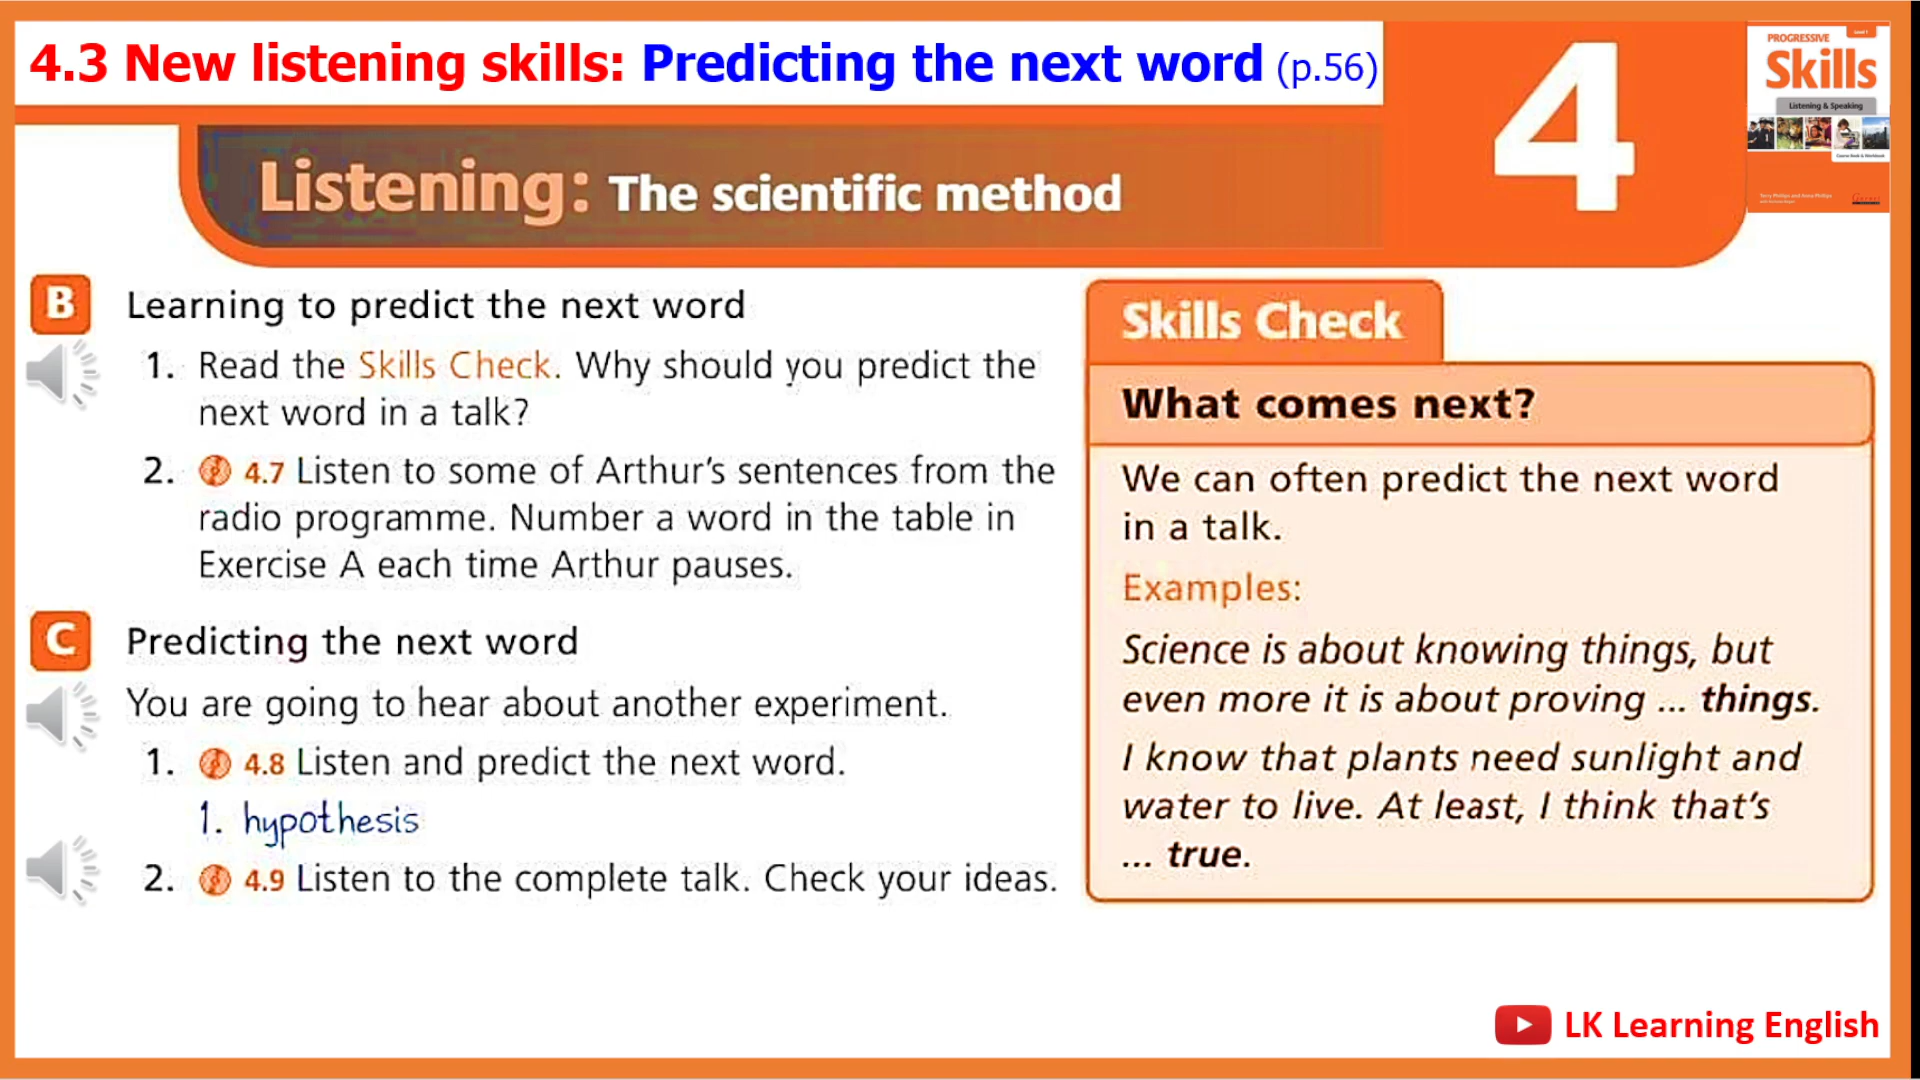 4.3 New listening skills: Predicting the next word (p.56)
4
PROGRESSIVE
Skills
Listening & Speaking
Listening: The scientific method
B Learning to predict the next word
1. Read the Skills Check. Why should you predict the
next word in a talk?
2. 4.7 Listen to some of Arthur's sentences from the
radio programme. Number a word in the table in
Exercise A each time Arthur pauses.
C Predicting the next word
You are going to hear about another experiment.
1. 4.8 Listen and predict the next word.
1. hypothesis
2. 4.9 Listen to the complete talk. Check your ideas.
Skills Check
What comes next?
We can often predict the next word
in a talk.
Examples:
Science is about knowing things, but
even more it is about proving ... things.
I know that plants need sunlight and
water to live. At least, I think that's
... true.
LK Learning English